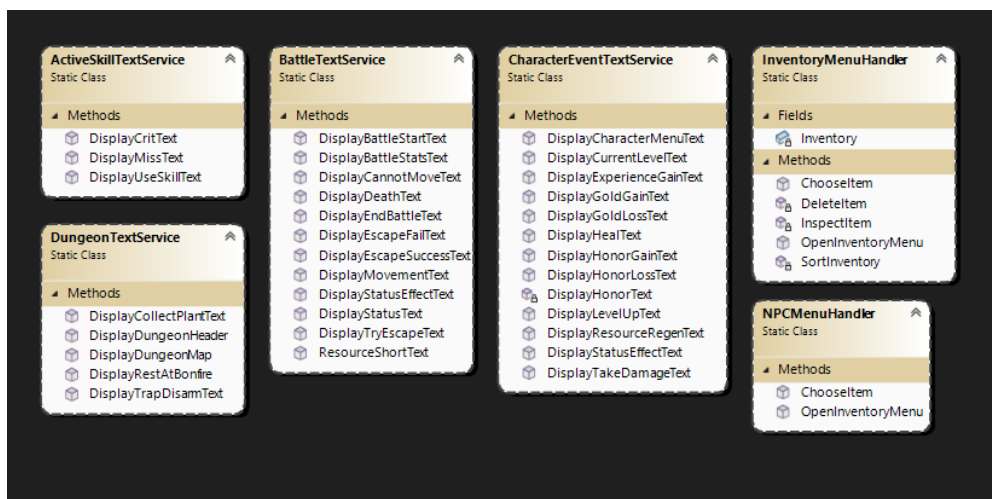 ActiveSkillTextService
Static Class
Methods
DisplayCritText
DisplayMissText
DisplayUseSkillText
DungeonTextService
Static Class
Methods
DisplayCollectPlantText
DisplayDungeonHeader
DisplayDungeonMap
DisplayRestAtBonfire
DisplayTrapDisarmText
BattleTextService
Static Class
Methods
DisplayBattleStartText
DisplayBattleStatsText
DisplayCannotMoveText
DisplayDeathText
DisplayEndBattleText
DisplayEscapeFailText
DisplayEscapeSuccessText
DisplayMovementText
DisplayStatusEffectText
DisplayStatusText
DisplayTryEscapeText
ResourceShortText
CharacterEventTextService
Static Class
Methods
DisplayCharacterMenuText
DisplayCurrentLevelText
DisplayExperienceGainText
DisplayGoldGainText
DisplayGoldLossText
DisplayHealText
DisplayHonorGainText
DisplayHonorLossText
DisplayHonorText
DisplayLevelUpText
DisplayResourceRegenText
DisplayStatusEffectText
DisplayTakeDamageText
InventoryMenuHandler
Static Class
Fields
Inventory
Methods
ChooseItem
DeleteItem
InspectItem
OpenInventoryMenu
SortInventory
NPCMenuHandler
Static Class
Methods
ChooseItem
OpenInventoryMenu